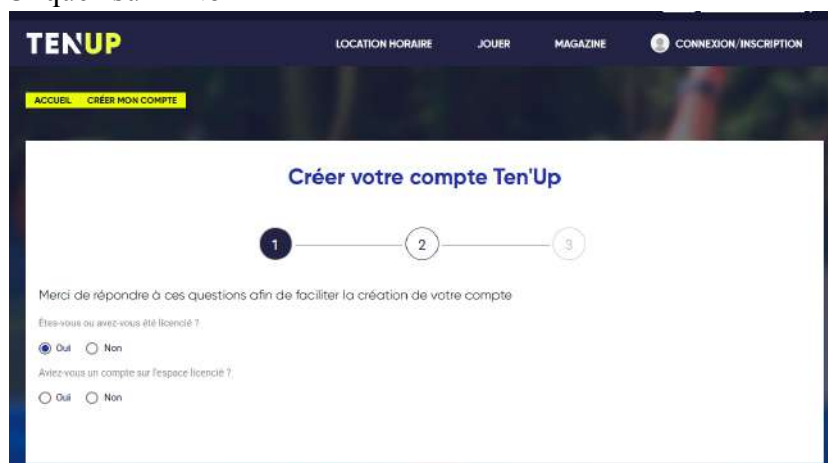 TEN'UP
LOCATION HORAIRE JOUER MAGAZINE CONNEXION/INSCRIPTION
ACCUEIL CRÉER MON COMPTE
Créer votre compte Ten'Up
1 2 3
Merci de répondre à ces questions afin de faciliter la création de votre compte
Êtes-vous ou avez-vous été licencié ?
Oui Non
Aviez-vous un compte sur l'espace licencié ?
Oui Non